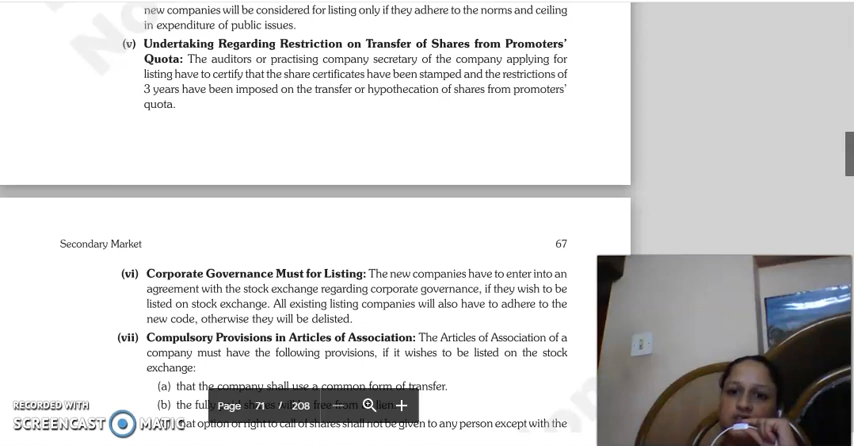 new companies will be considered for listing only if they adhere to the norms and ceiling
in expenditure of public issues.
(v) Undertaking Regarding Restriction on Transfer of Shares from Promoters'
Quota: The auditors or practising company secretary of the company applying for
listing have to certify that the share certificates have been stamped and the restrictions of
3 years have been imposed on the transfer or hypothecation of shares from promoters'
quota.
Secondary Market 67
(vi) Corporate Governance Must for Listing: The new companies have to enter into an
agreement with the stock exchange regarding corporate governance, if they wish to be
listed on stock exchange. All existing listing companies will also have to adhere to the
new code, otherwise they will be delisted.
(vii) Compulsory Provisions in Articles of Association: The Articles of Association of a
company must have the following provisions, if it wishes to be listed on the stock
exchange:
(a) that the company shall use a common form of transfer.
(b) the fully
Page 71 / 208
that option or right to call of shares shall not be given to any person except with the
RECORDED WITH
SCREENCAST MATIC